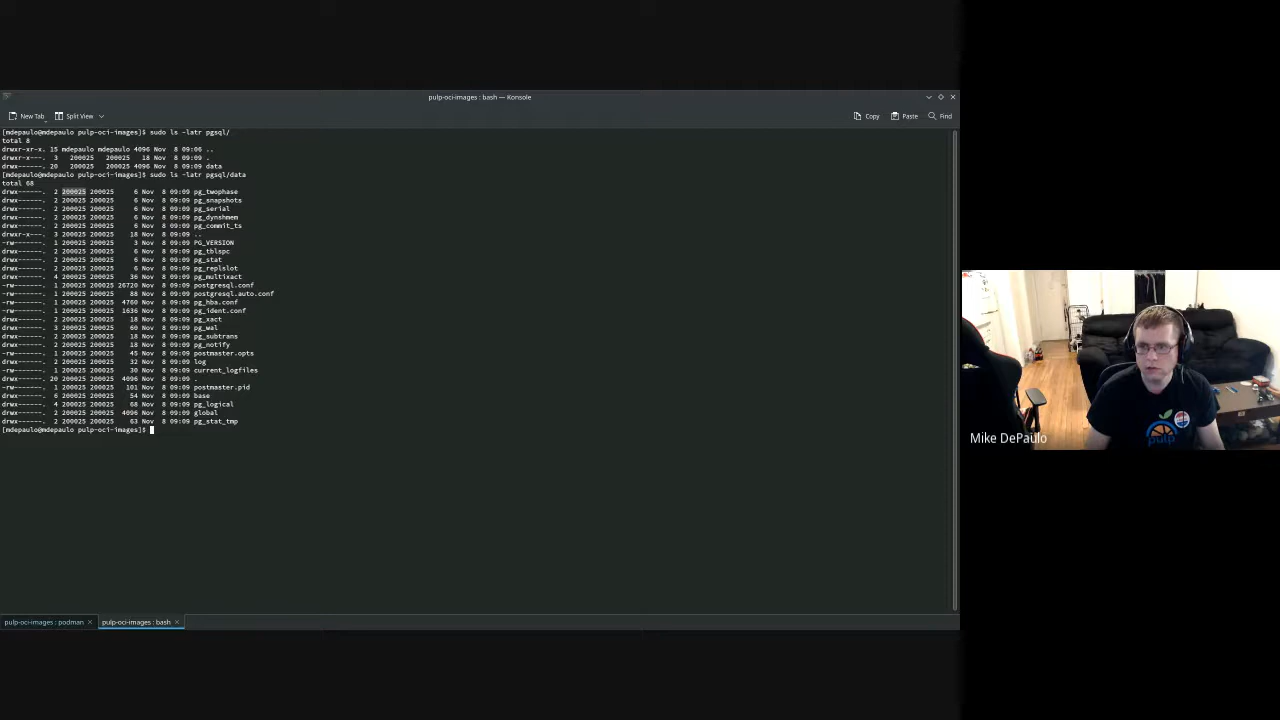 pulp-oci-images : bash — Konsole
New Tab Split View Copy Paste Find
[mdepaulo@mdepaulo pulp-oci-images]$ sudo ls -latr pgsql/
total 8
drwxr-xr-x. 15 mdepaulo mdepaulo 4096 Nov  8 09:06 ..
drwxr-x---.  3   200025   200025   18 Nov  8 09:09 .
drwx------. 20   200025   200025 4096 Nov  8 09:09 data
[mdepaulo@mdepaulo pulp-oci-images]$ sudo ls -latr pgsql/data
total 68
drwx------.  2 200025 200025     6 Nov  8 09:09 pg_twophase
drwx------.  2 200025 200025     6 Nov  8 09:09 pg_snapshots
drwx------.  2 200025 200025     6 Nov  8 09:09 pg_serial
drwx------.  2 200025 200025     6 Nov  8 09:09 pg_dynshmem
drwx------.  2 200025 200025     6 Nov  8 09:09 pg_commit_ts
drwxr-x---.  3 200025 200025    18 Nov  8 09:09 ..
-rw-------.  1 200025 200025     3 Nov  8 09:09 PG_VERSION
drwx------.  2 200025 200025     6 Nov  8 09:09 pg_tblspc
drwx------.  2 200025 200025     6 Nov  8 09:09 pg_stat
drwx------.  2 200025 200025     6 Nov  8 09:09 pg_replslot
drwx------.  4 200025 200025    36 Nov  8 09:09 pg_multixact
-rw-------.  1 200025 200025 26720 Nov  8 09:09 postgresql.conf
-rw-------.  1 200025 200025    88 Nov  8 09:09 postgresql.auto.conf
-rw-------.  1 200025 200025  4760 Nov  8 09:09 pg_hba.conf
-rw-------.  1 200025 200025  1636 Nov  8 09:09 pg_ident.conf
drwx------.  2 200025 200025    18 Nov  8 09:09 pg_xact
drwx------.  3 200025 200025    60 Nov  8 09:09 pg_wal
drwx------.  2 200025 200025    18 Nov  8 09:09 pg_subtrans
drwx------.  2 200025 200025    18 Nov  8 09:09 pg_notify
-rw-------.  1 200025 200025    45 Nov  8 09:09 postmaster.opts
drwx------.  2 200025 200025    32 Nov  8 09:09 log
-rw-------.  1 200025 200025    30 Nov  8 09:09 current_logfiles
drwx------. 20 200025 200025  4096 Nov  8 09:09 .
-rw-------.  1 200025 200025   101 Nov  8 09:09 postmaster.pid
drwx------.  6 200025 200025    54 Nov  8 09:09 base
drwx------.  4 200025 200025    68 Nov  8 09:09 pg_logical
drwx------.  2 200025 200025  4096 Nov  8 09:09 global
drwx------.  2 200025 200025    63 Nov  8 09:09 pg_stat_tmp
[mdepaulo@mdepaulo pulp-oci-images]$
pulp-oci-images : podman
pulp-oci-images : bash
pulp
Mike DePaulo